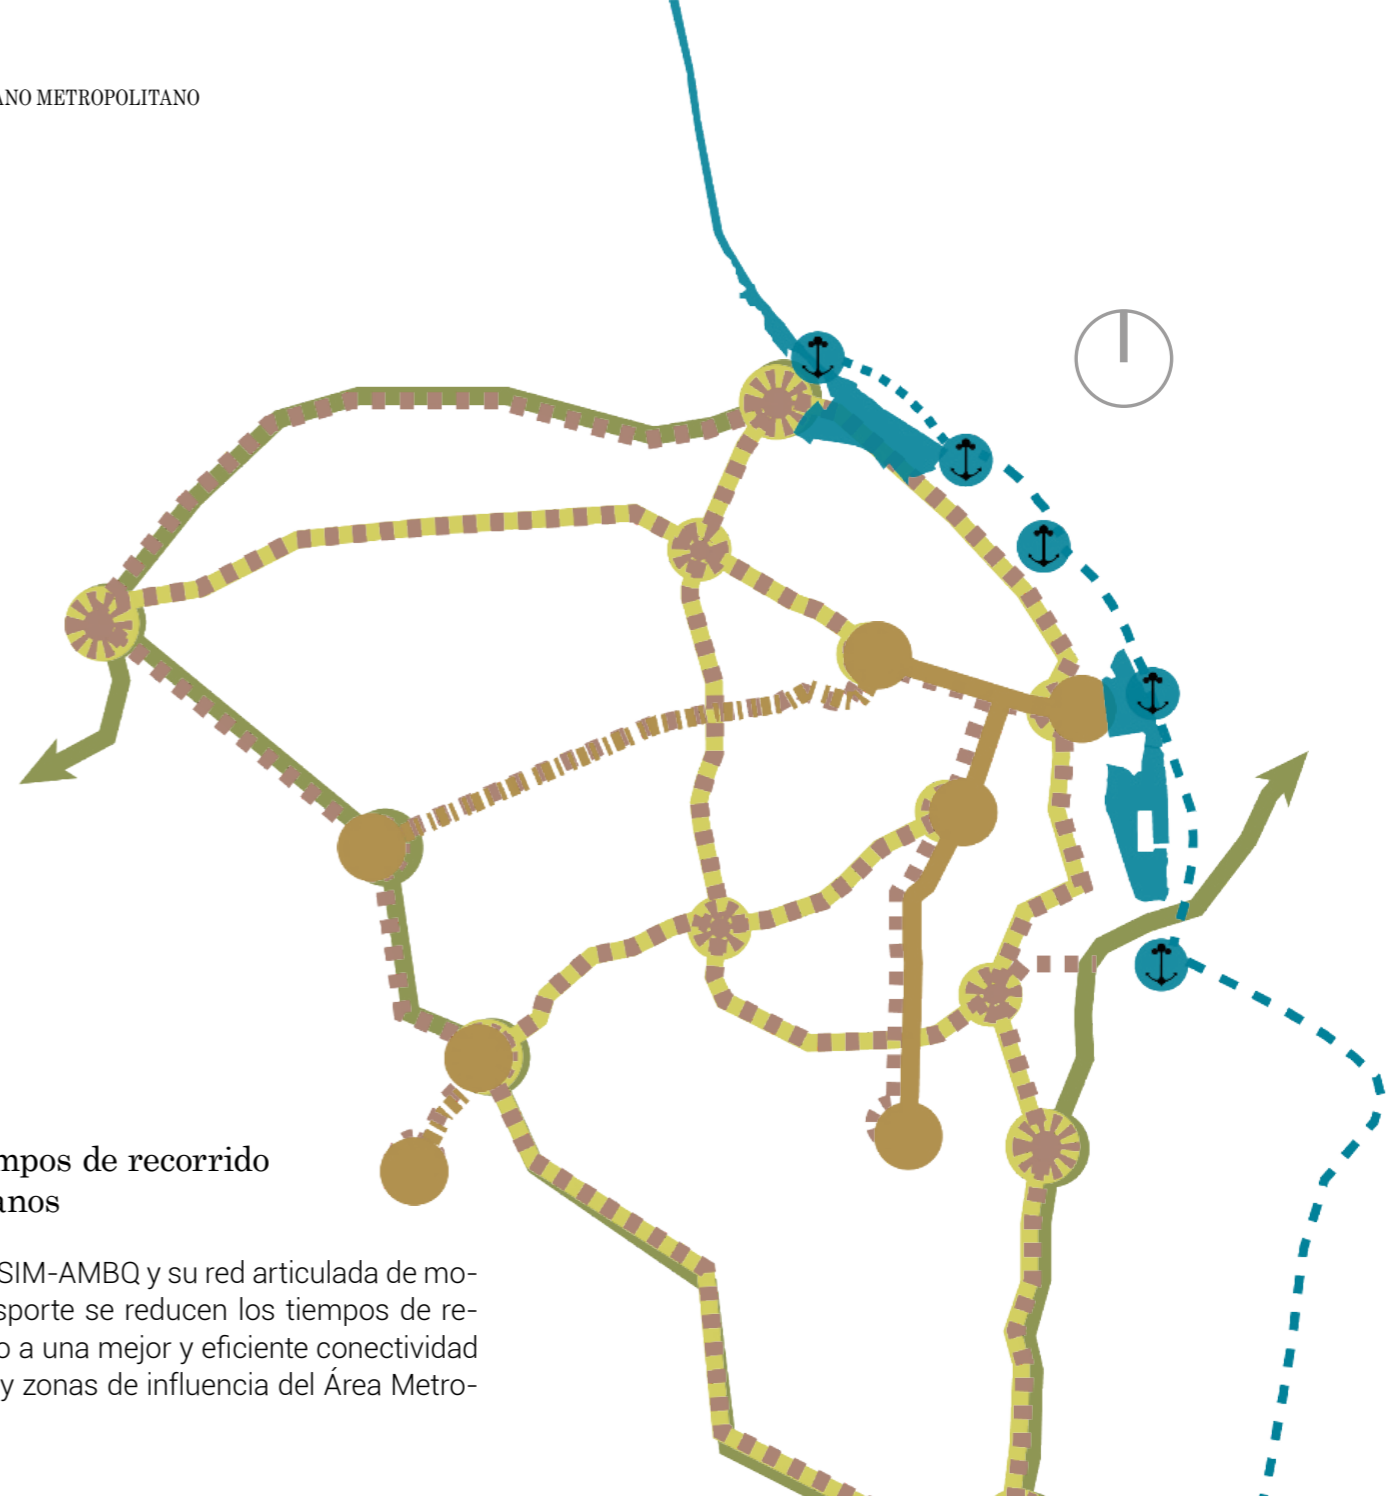 ANO METROPOLITANO
mpos de recorrido
anos
SIM-AMBQ y su red articulada de mo-
sporte se reducen los tiempos de re-
o a una mejor y eficiente conectividad
y zonas de influencia del Área Metro-